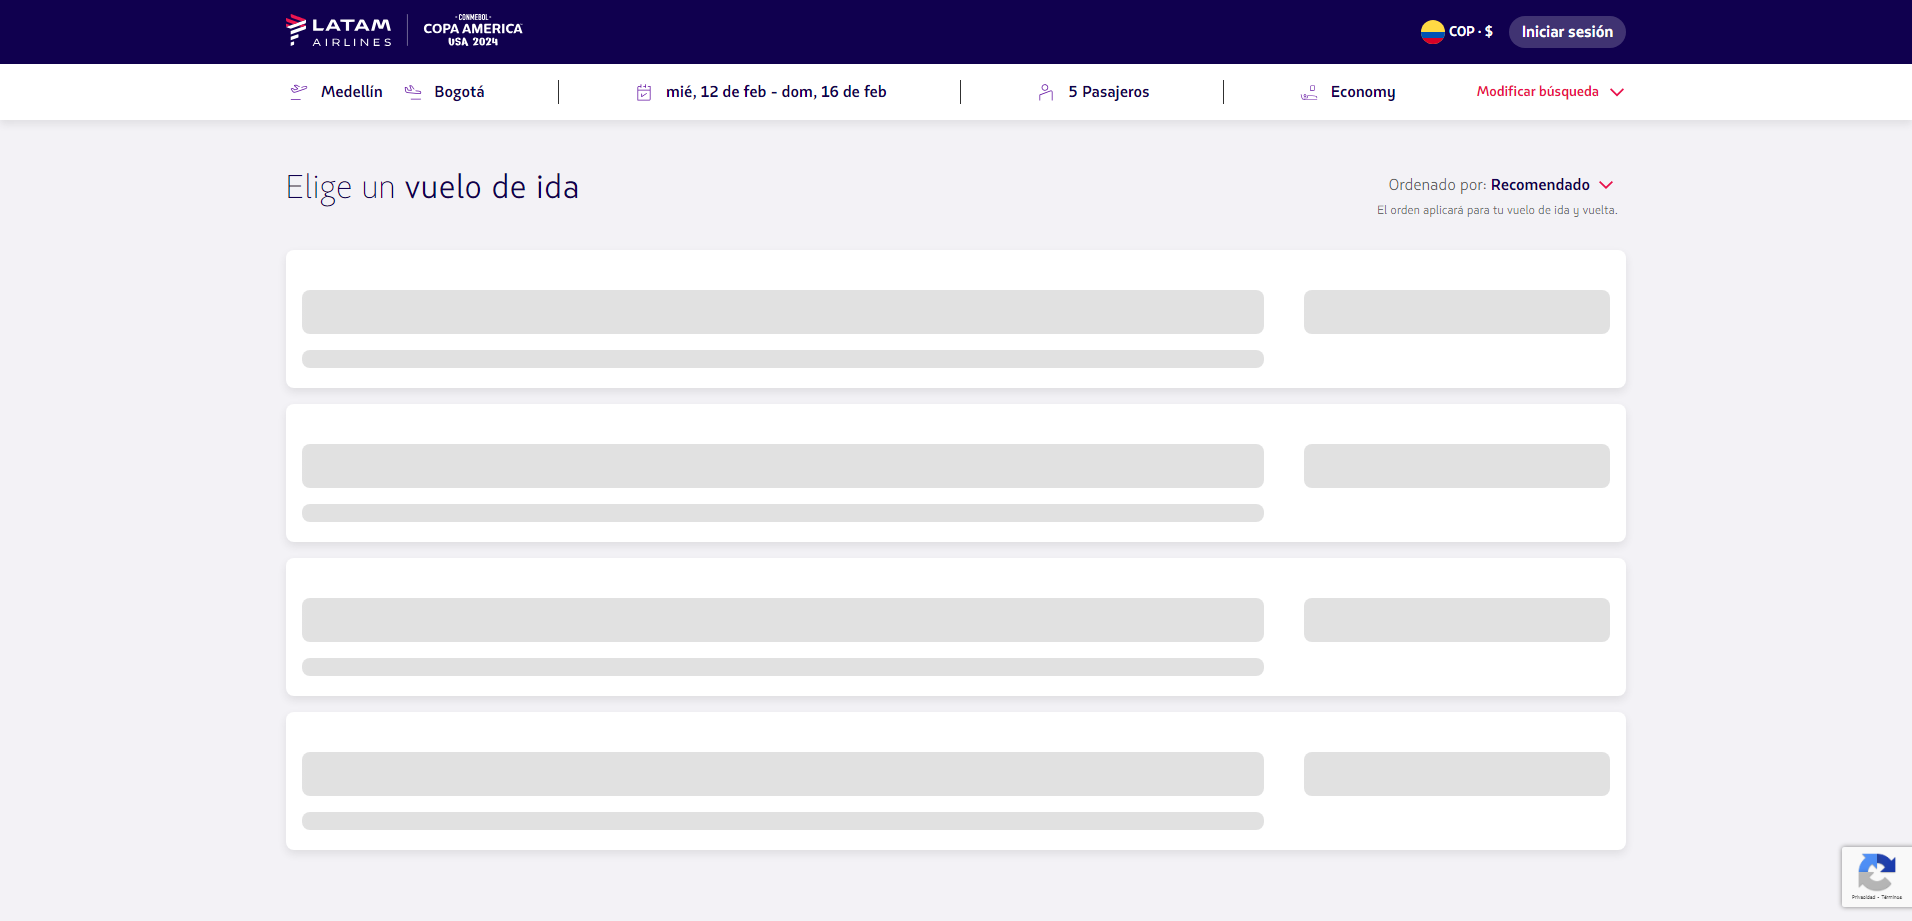 LATAM
AIRLINES
·CONMEBOL·
COPA AMERICA
USA 2024
COP · $
Iniciar sesión
Medellín
Bogotá
mié, 12 de feb - dom, 16 de feb
5 Pasajeros
Economy
Modificar búsqueda
Elige un vuelo de ida
Ordenado por: Recomendado
El orden aplicará para tu vuelo de ida y vuelta.
Privacidad - Términos